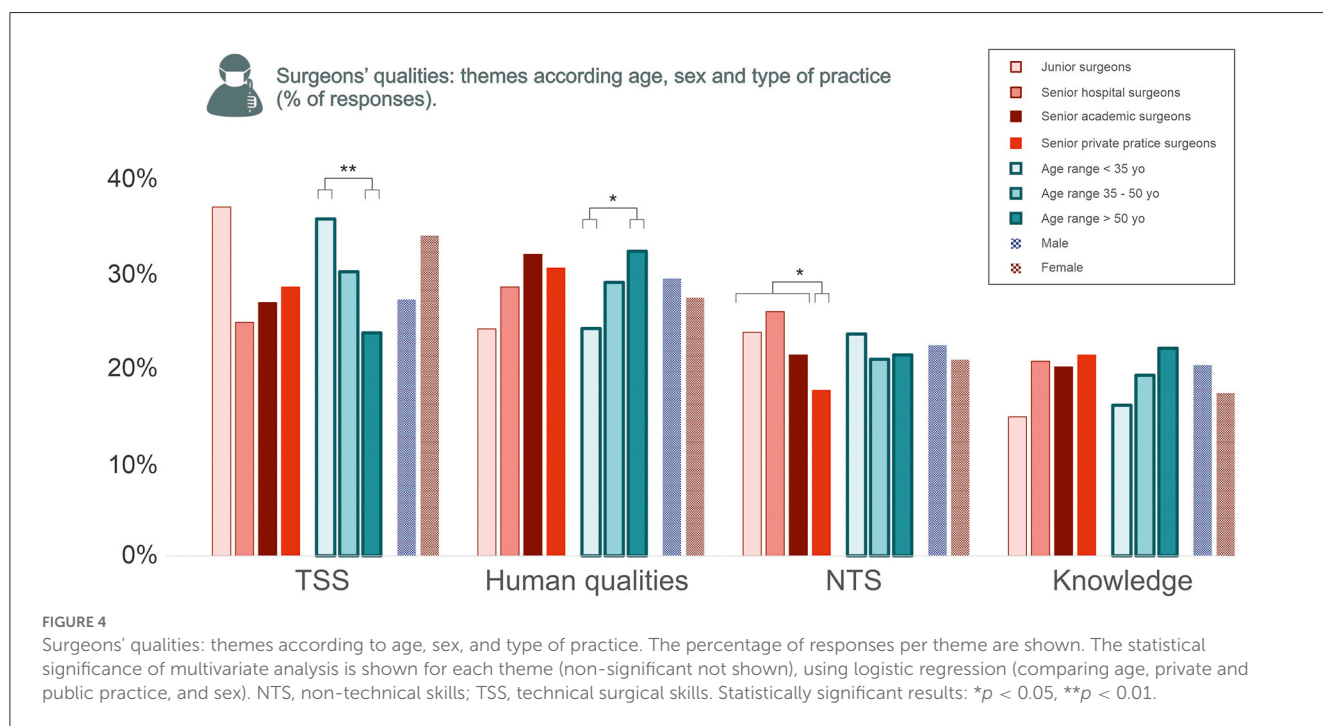 Surgeons' qualities: themes according age, sex and type of practice
(% of responses).
Junior surgeons
Senior hospital surgeons
Senior academic surgeons
Senior private pratice surgeons
Age range < 35 yo
Age range 35 - 50 yo
Age range > 50 yo
Male
Female
40%
30%
20%
10%
0%
**
*
*
TSS
Human qualities
NTS
Knowledge
FIGURE 4
Surgeons' qualities: themes according to age, sex, and type of practice. The percentage of responses per theme are shown. The statistical
significance of multivariate analysis is shown for each theme (non-significant not shown), using logistic regression (comparing age, private and
public practice, and sex). NTS, non-technical skills; TSS, technical surgical skills. Statistically significant results: *p < 0.05, **p < 0.01.